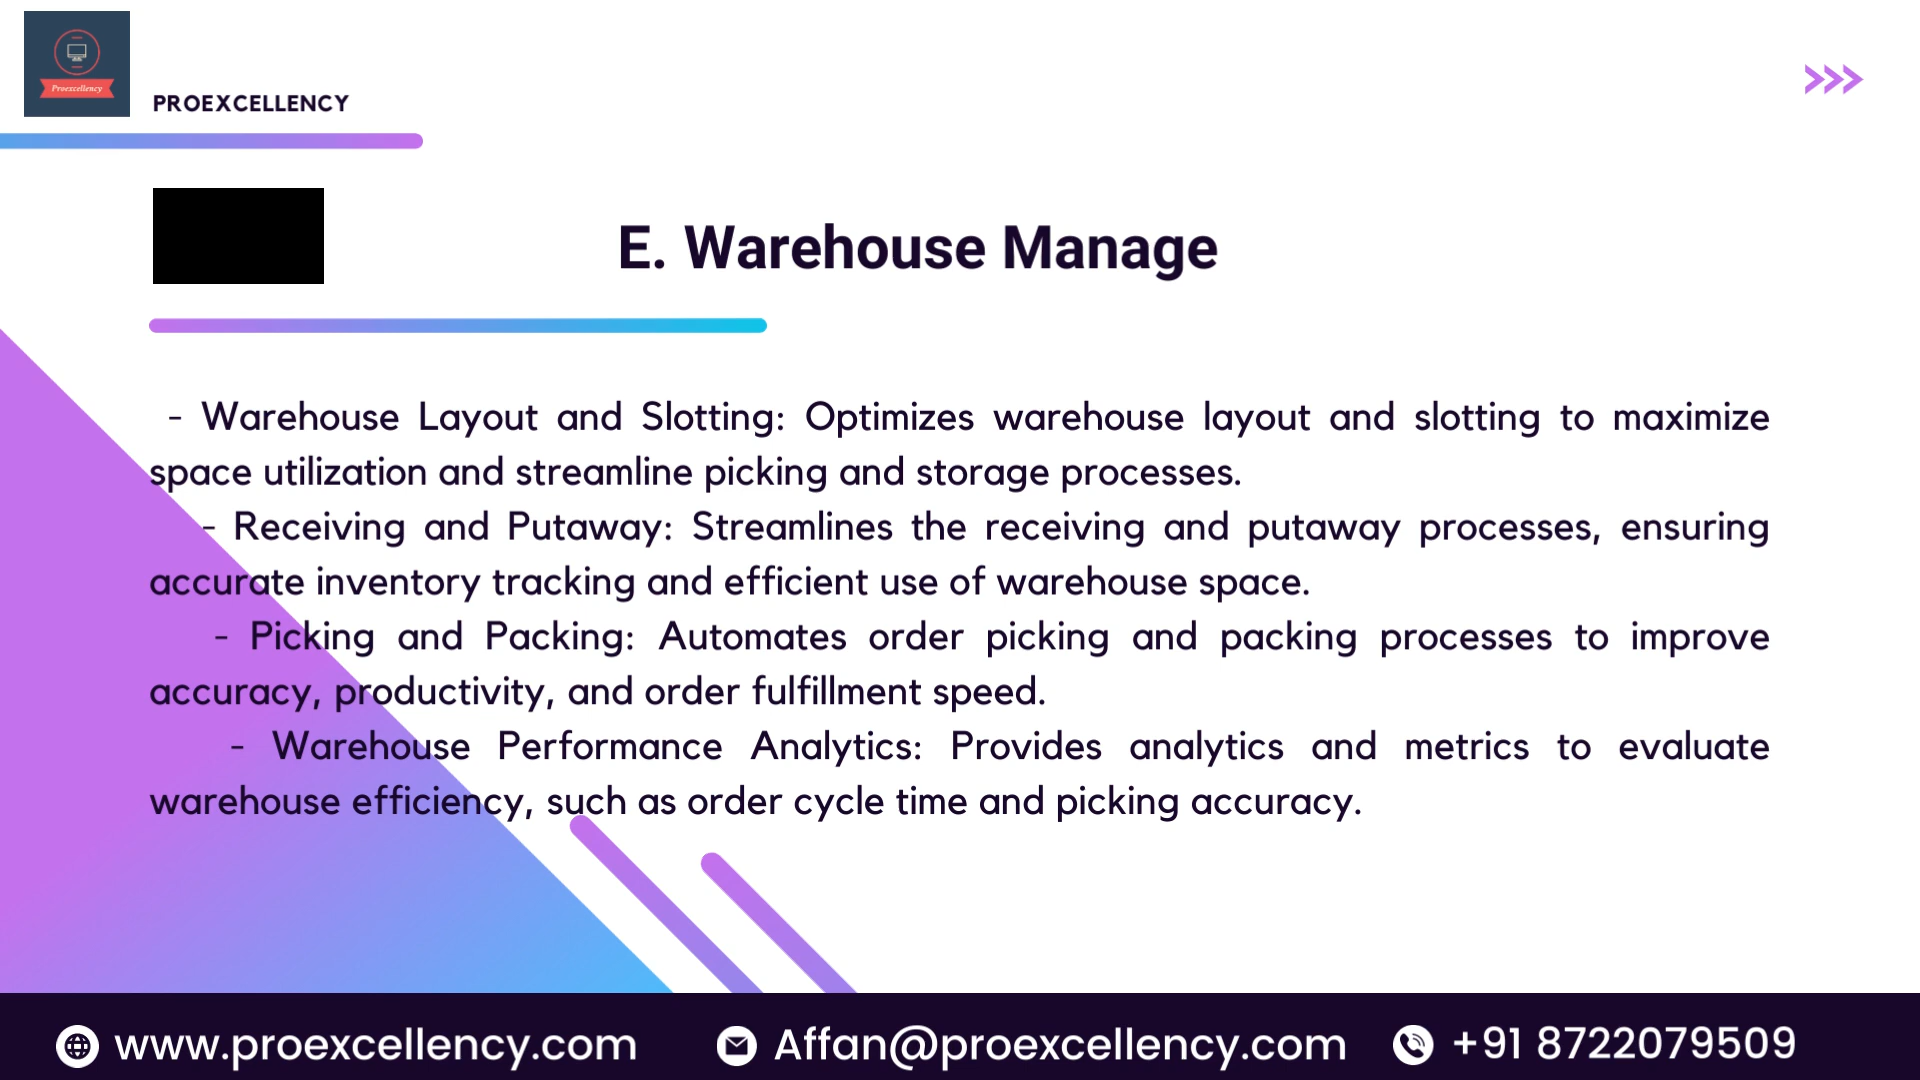 Proexcellency
PROEXCELLENCY
E. Warehouse Manage
- Warehouse Layout and Slotting: Optimizes warehouse layout and slotting to maximize
space utilization and streamline picking and storage processes.
- Receiving and Putaway: Streamlines the receiving and putaway processes, ensuring
accurate inventory tracking and efficient use of warehouse space.
- Picking and Packing: Automates order picking and packing processes to improve
accuracy, productivity, and order fulfillment speed.
- Warehouse Performance Analytics: Provides analytics and metrics to evaluate
warehouse efficiency, such as order cycle time and picking accuracy.
www.proexcellency.com
Affan@proexcellency.com
+91 8722079509